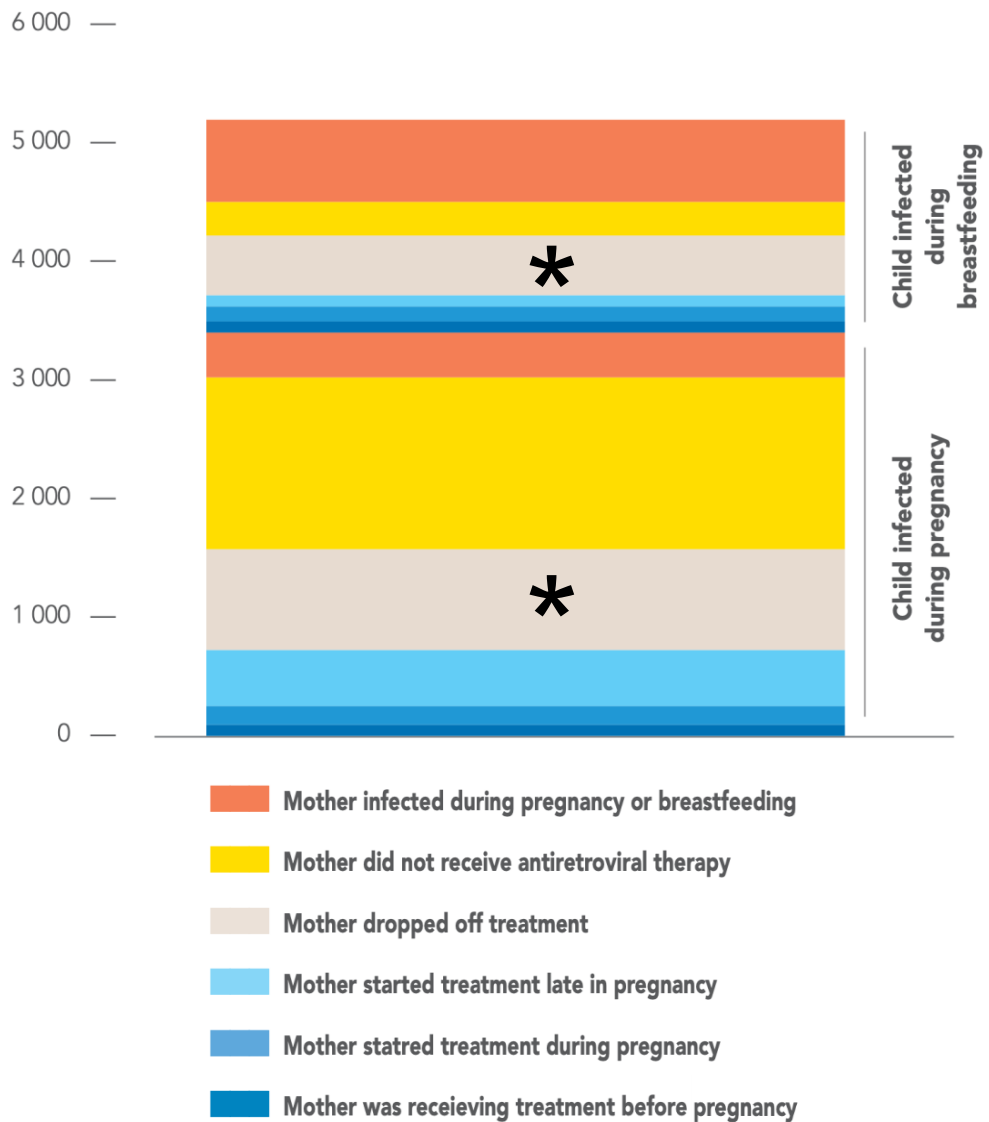 6 000
5 000
4 000
3 000
2 000
1 000
0
*
*
Child infected
during
breastfeeding
Child infected
during pregnancy
Mother infected during pregnancy or breastfeeding
Mother did not receive antiretroviral therapy
Mother dropped off treatment
Mother started treatment late in pregnancy
Mother statred treatment during pregnancy
Mother was receieving treatment before pregnancy